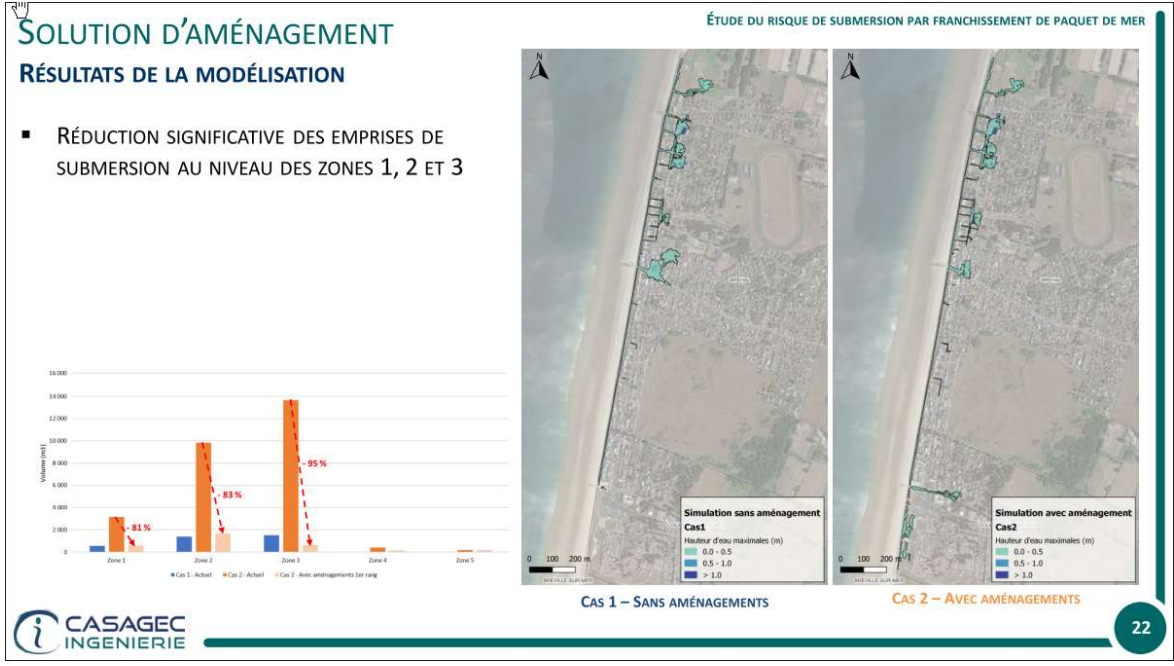 ÉTUDE DU RISQUE DE SUBMERSION PAR FRANCHISSEMENT DE PAQUET DE MER
SOLUTION D'AMÉNAGEMENT
RÉSULTATS DE LA MODÉLISATION
▪ RÉDUCTION SIGNIFICATIVE DES EMPRISES DE
SUBMERSION AU NIVEAU DES ZONES 1, 2 ET 3
16 000
14 000
12 000
10 000
8 000
6 000
4 000
2 000
0
Volume (m3)
- 81 %
- 83 %
- 95 %
Zone 1 Zone 2 Zone 3 Zone 4 Zone 5
Cas 1 - Actuel Cas 2 - Actuel Cas 2 - Avec aménagements 1er rang
N
Simulation sans aménagement
Cas1
Hauteur d'eau maximales (m)
0.0 - 0.5
0.5 - 1.0
> 1.0
0 100 200 m
BREVILLE-SUR-MER
CAS 1 – SANS AMÉNAGEMENTS
N
Simulation avec aménagement
Cas2
Hauteur d'eau maximales (m)
0.0 - 0.5
0.5 - 1.0
> 1.0
0 100 200 m
BREVILLE-SUR-MER
CAS 2 – AVEC AMÉNAGEMENTS
CASAGEC
INGENIERIE
22